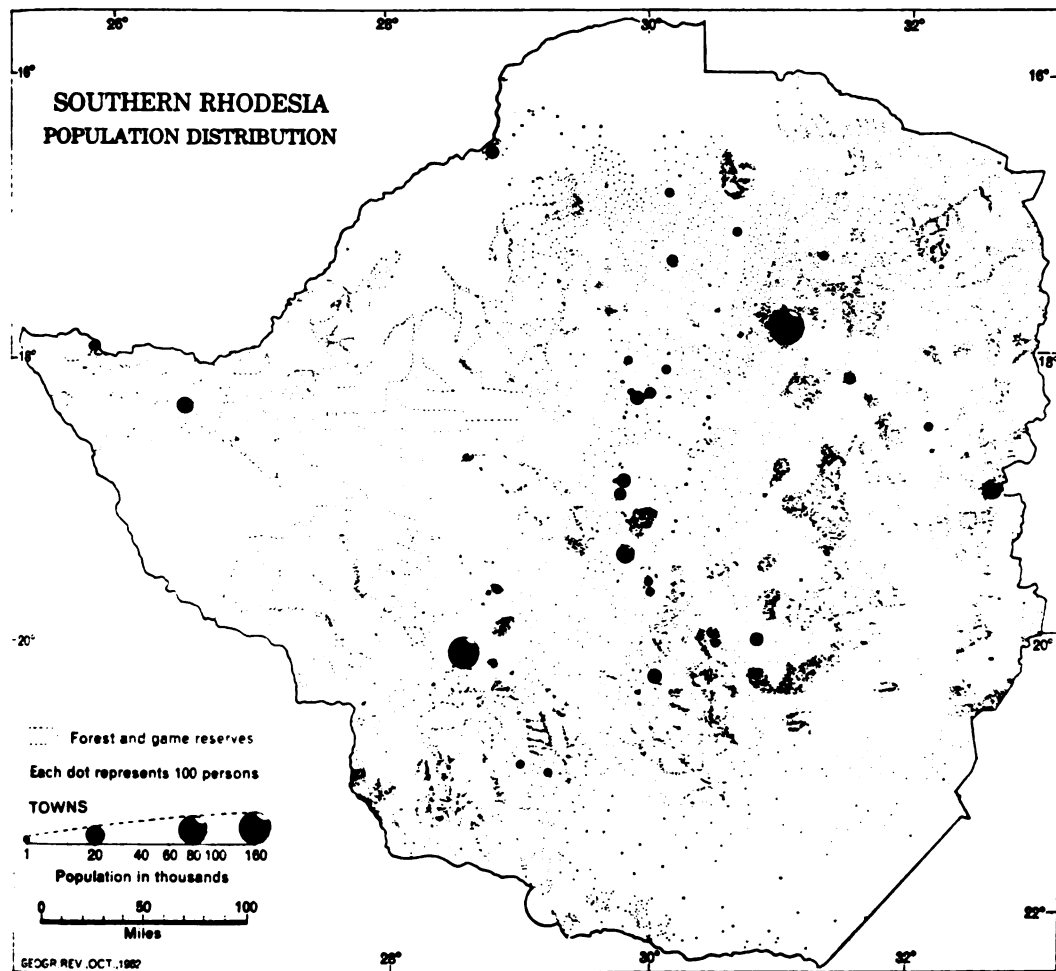 26° 28° 30° 32°
16° 16°
SOUTHERN RHODESIA
POPULATION DISTRIBUTION
18° 18°
20° 20°
Forest and game reserves
Each dot represents 100 persons
TOWNS
1 20 40 60 80 100 160
Population in thousands
0 50 100
Miles
22°
28° 30° 32°
GEOGR. REV., OCT., 1962